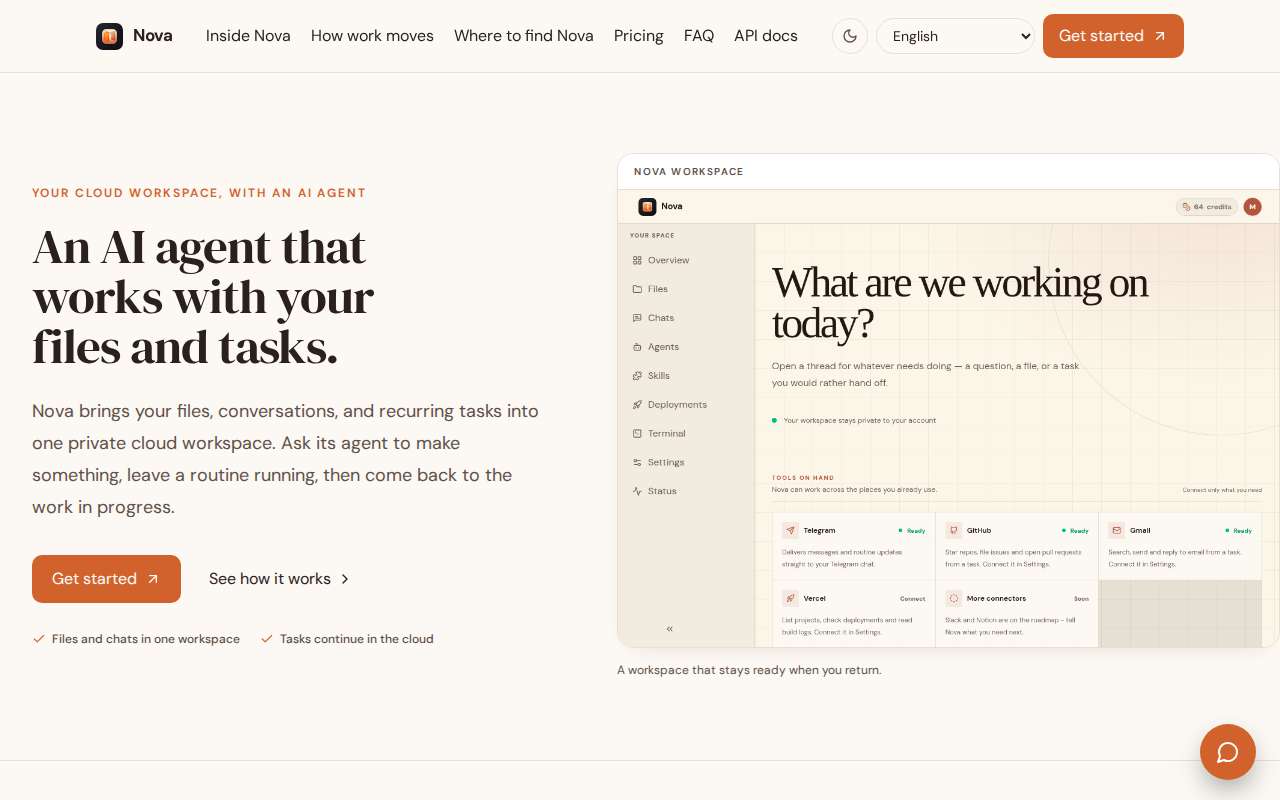 Nova
Inside Nova
How work moves
Where to find Nova
Pricing
FAQ
API docs
English
Get started
YOUR CLOUD WORKSPACE, WITH AN AI AGENT
An AI agent that
works with your
files and tasks.
Nova brings your files, conversations, and recurring tasks into
one private cloud workspace. Ask its agent to make
something, leave a routine running, then come back to the
work in progress.
Get started
See how it works
Files and chats in one workspace
Tasks continue in the cloud
NOVA WORKSPACE
Nova
64 credits
M
YOUR SPACE
Overview
Files
Chats
Agents
Skills
Deployments
Terminal
Settings
Status
What are we working on
today?
Open a thread for whatever needs doing — a question, a file, or a task
you would rather hand off.
Your workspace stays private to your account
TOOLS ON HAND
Nova can work across the places you already use.
Connect only what you need
Telegram
Ready
Delivers messages and routine updates
straight to your Telegram chat.
GitHub
Ready
Star repos, file issues and open pull requests
from a task. Connect it in Settings.
Gmail
Ready
Search, send and reply to email from a task.
Connect it in Settings.
Vercel
Connect
List projects, check deployments and read
build logs. Connect it in Settings.
More connectors
Soon
Slack and Notion are on the roadmap – tell
Nova what you need next.
A workspace that stays ready when you return.